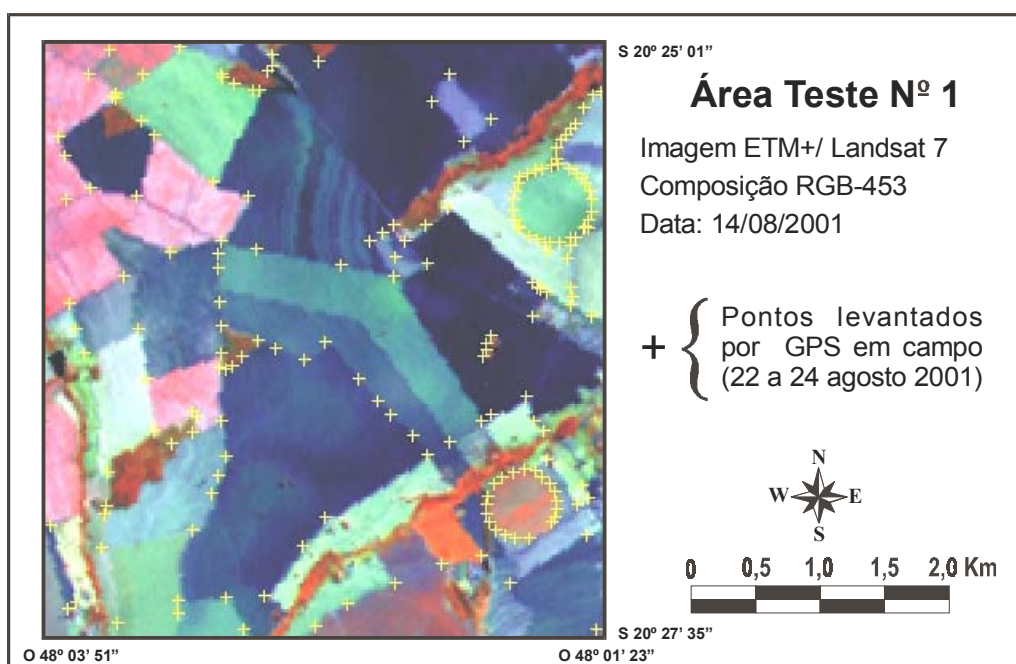 S 20º 25’ 01”
Área Teste Nº 1
Imagem ETM+/ Landsat 7
Composição RGB-453
Data: 14/08/2001
+ { Pontos levantados
por GPS em campo
(22 a 24 agosto 2001)
N
W E
S
0 0,5 1,0 1,5 2,0 Km
S 20º 27’ 35”
O 48º 03’ 51” O 48º 01’ 23”